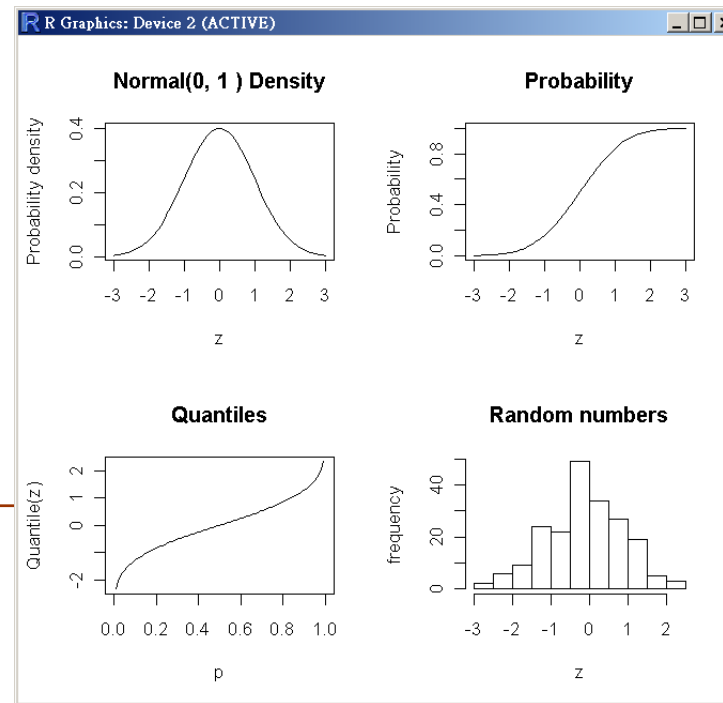 R Graphics: Device 2 (ACTIVE)
Normal(0, 1 ) Density
Probability density
0.0 0.2 0.4
-3 -2 -1 0 1 2 3
z
Probability
Probability
0.0 0.4 0.8
-3 -2 -1 0 1 2 3
z
Quantiles
Quantile(z)
-2 0 1 2
0.0 0.2 0.4 0.6 0.8 1.0
p
Random numbers
frequency
0 20 40
-3 -2 -1 0 1 2
z